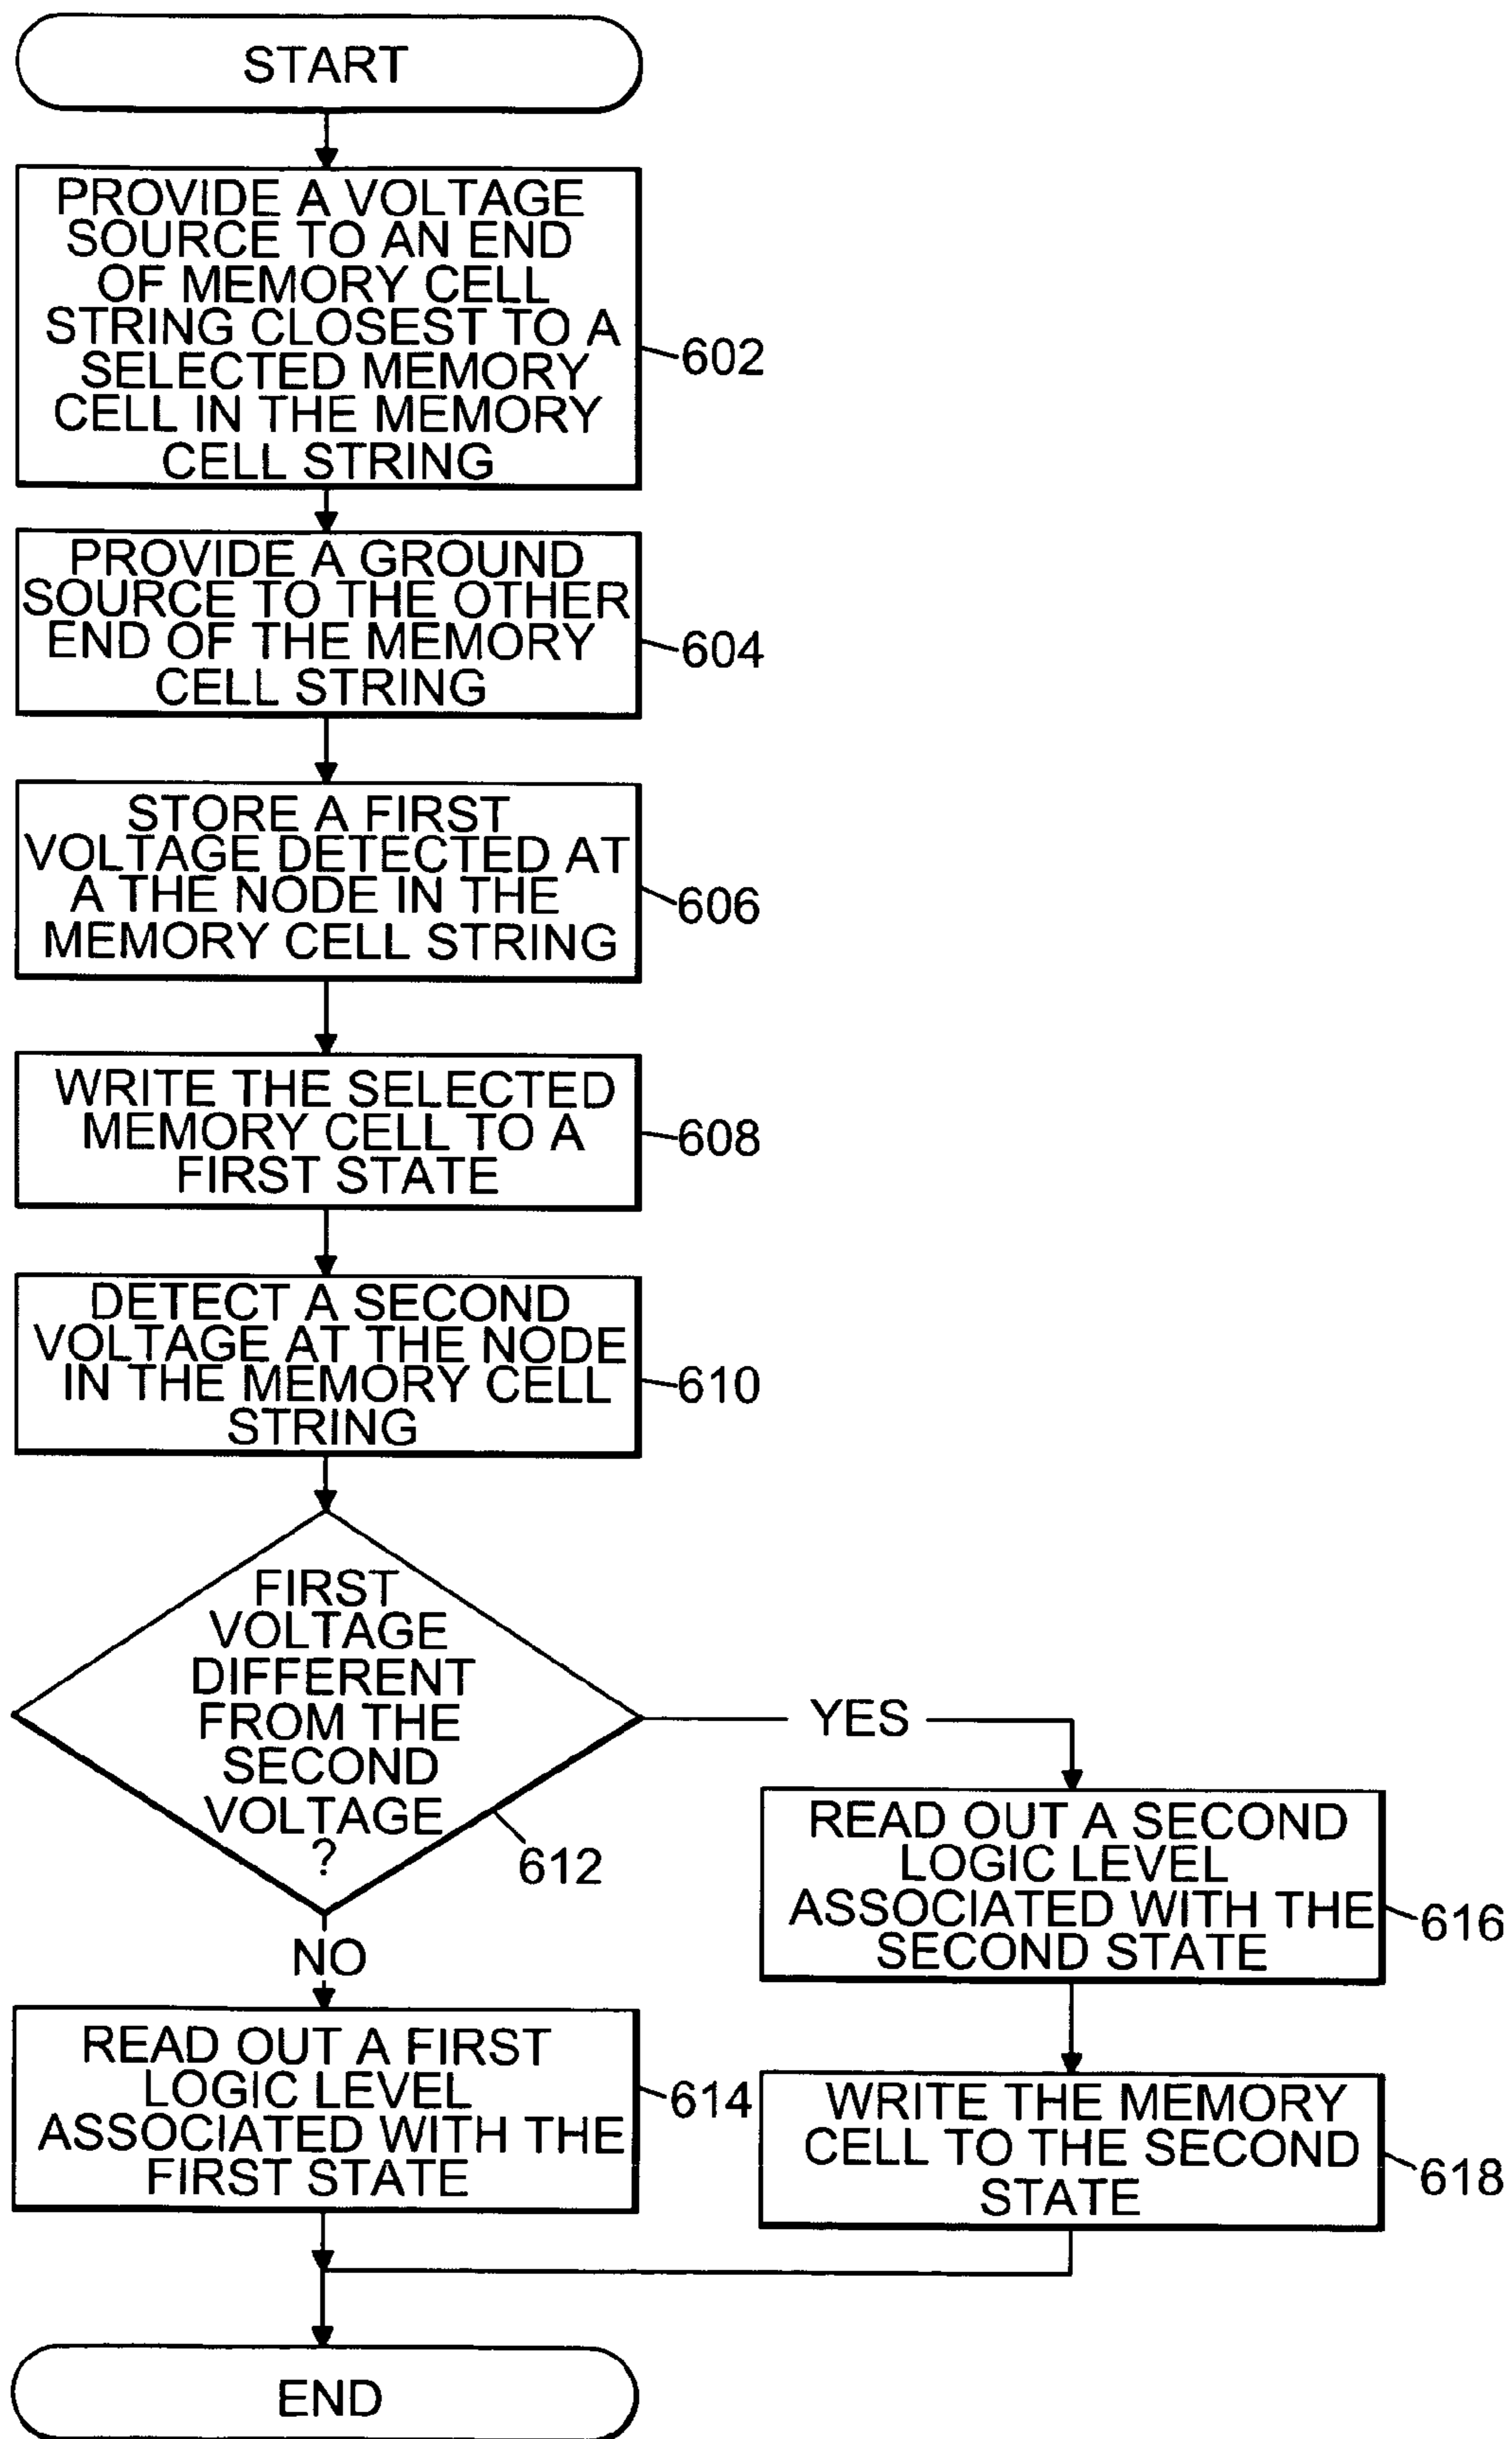 START
PROVIDE A VOLTAGE
SOURCE TO AN END
OF MEMORY CELL
STRING CLOSEST TO A
SELECTED MEMORY
CELL IN THE MEMORY
CELL STRING
602
PROVIDE A GROUND
SOURCE TO THE OTHER
END OF THE MEMORY
CELL STRING
604
STORE A FIRST
VOLTAGE DETECTED AT
A THE NODE IN THE
MEMORY CELL STRING
606
WRITE THE SELECTED
MEMORY CELL TO A
FIRST STATE
608
DETECT A SECOND
VOLTAGE AT THE NODE
IN THE MEMORY CELL
STRING
610
FIRST
VOLTAGE
DIFFERENT
FROM THE
SECOND
VOLTAGE
?
612
YES
READ OUT A SECOND
LOGIC LEVEL
ASSOCIATED WITH THE
SECOND STATE
616
NO
READ OUT A FIRST
LOGIC LEVEL
ASSOCIATED WITH THE
FIRST STATE
614
WRITE THE MEMORY
CELL TO THE SECOND
STATE
618
END